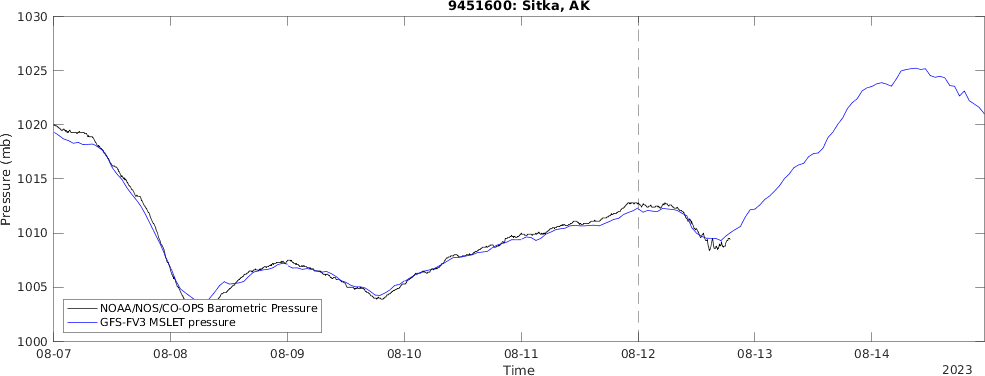 9451600: Sitka, AK
1030
1025
1020
1015
1010
1005
1000
Pressure (mb)
NOAA/NOS/CO-OPS Barometric Pressure
GFS-FV3 MSLET pressure
08-07 08-08 08-09 08-10 08-11 08-12 08-13 08-14
Time
2023